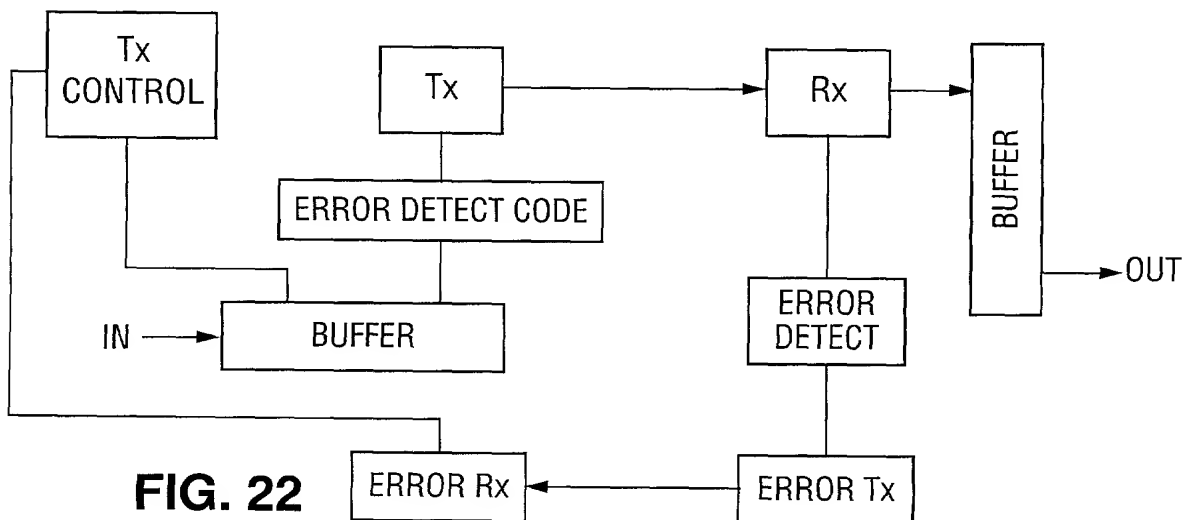 Tx
CONTROL
Tx
Rx
BUFFER
ERROR DETECT CODE
OUT
ERROR
DETECT
IN
BUFFER
FIG. 22
ERROR Rx
ERROR Tx